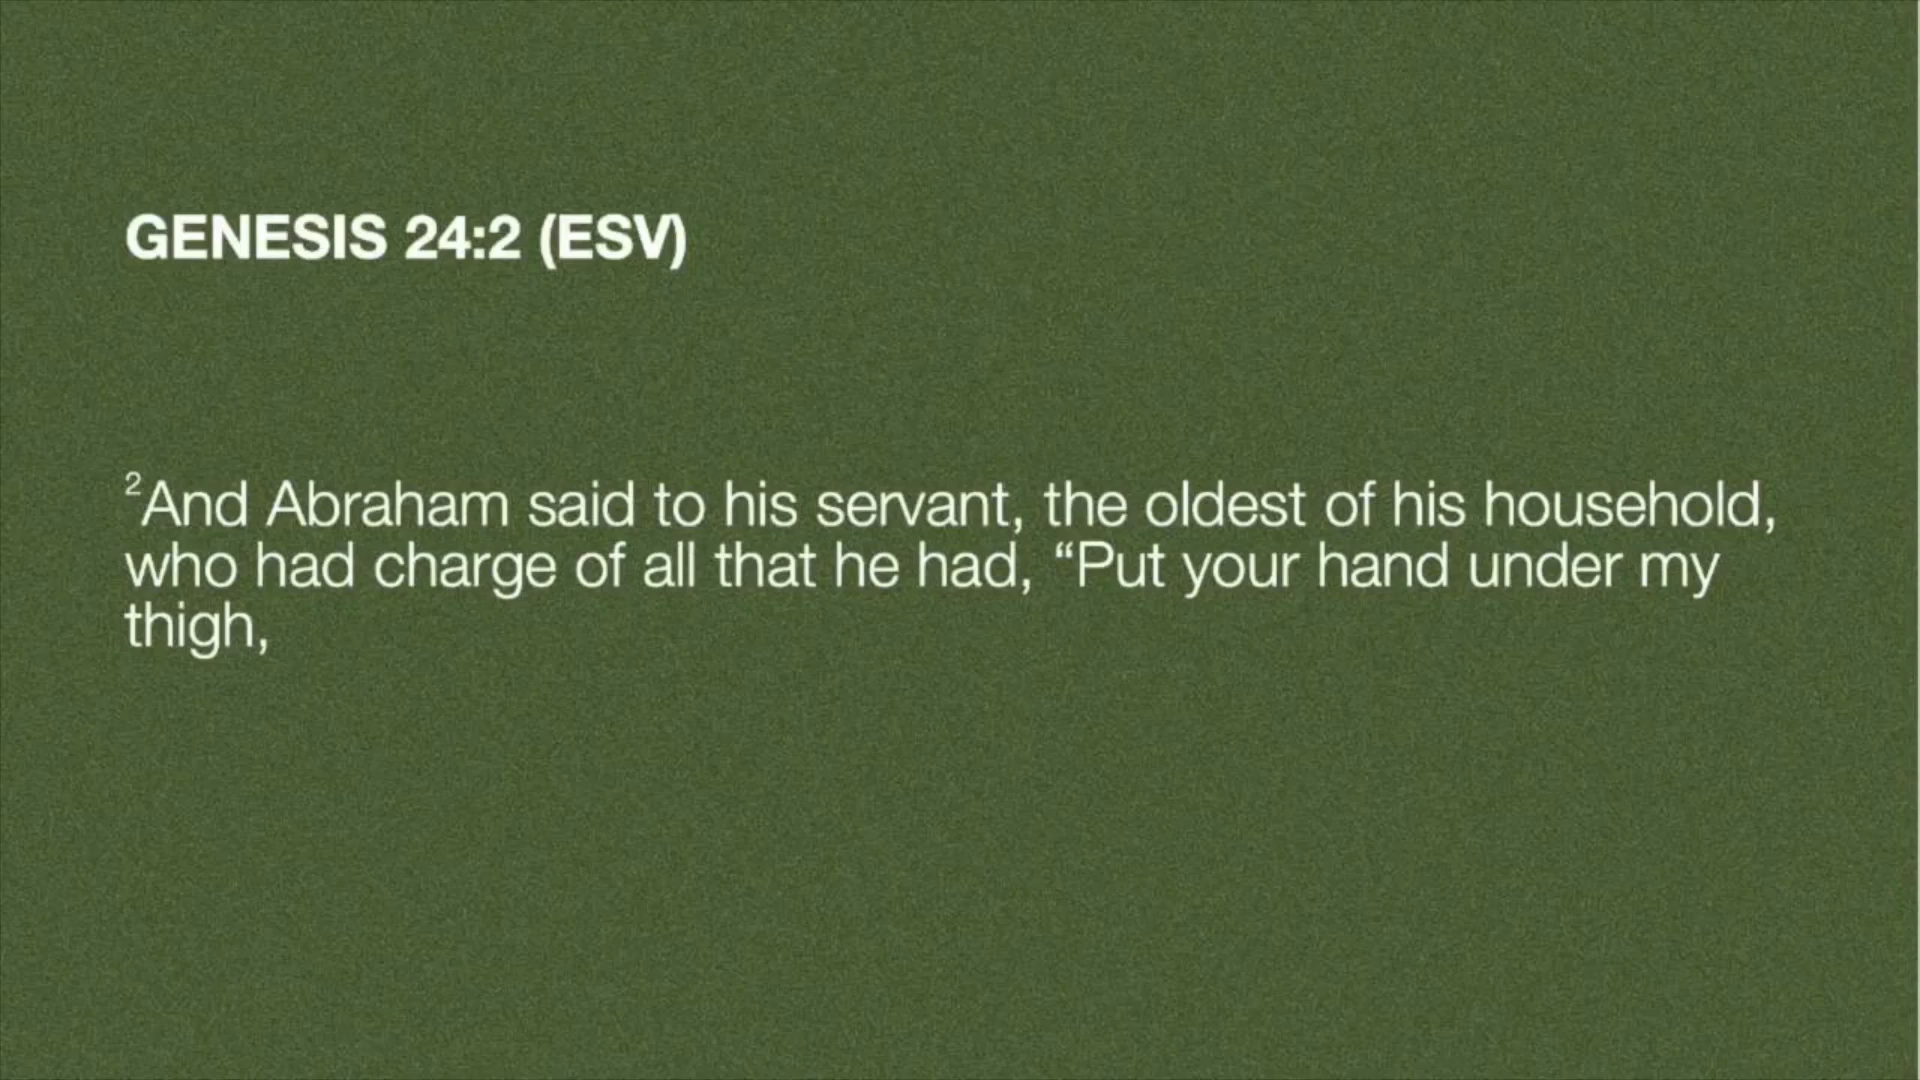 GENESIS 24:2 (ESV)
²And Abraham said to his servant, the oldest of his household,
who had charge of all that he had, “Put your hand under my
thigh,